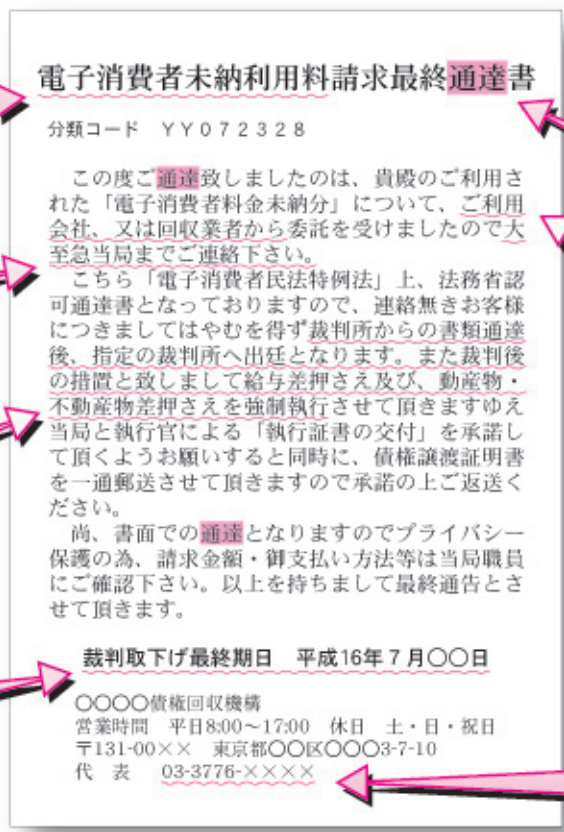 電子消費者未納利用料請求最終通達書
分類コード　ＹＹ０７２３２８
この度ご通達致しましたのは、貴殿のご利用さ
れた「電子消費者料金未納分」について、ご利用
会社、又は回収業者から委託を受けましたので大
至急当局までご連絡下さい。
こちら「電子消費者民法特例法」上、法務省認
可通達書となっておりますので、連絡無きお客様
につきましてはやむを得ず裁判所からの書類通達
後、指定の裁判所へ出廷となります。また裁判後
の措置と致しまして給与差押さえ及び、動産物・
不動産物差押さえを強制執行させて頂きますゆえ
当局と執行官による「執行証書の交付」を承諾し
て頂くようお願いすると同時に、債権譲渡証明書
を一通郵送させて頂きますので承諾の上ご返送く
ださい。
尚、書面での通達となりますのでプライバシー
保護の為、請求金額・御支払い方法等は当局職員
にご確認下さい。以上を持ちまして最終通告とさ
せて頂きます。
裁判取下げ最終期日　平成16年７月〇〇日
〇〇〇〇債権回収機構
営業時間　平日8:00～17:00　休日　土・日・祝日
〒131-00××　東京都〇〇区〇〇〇3-7-10
代　表　03-3776-××××